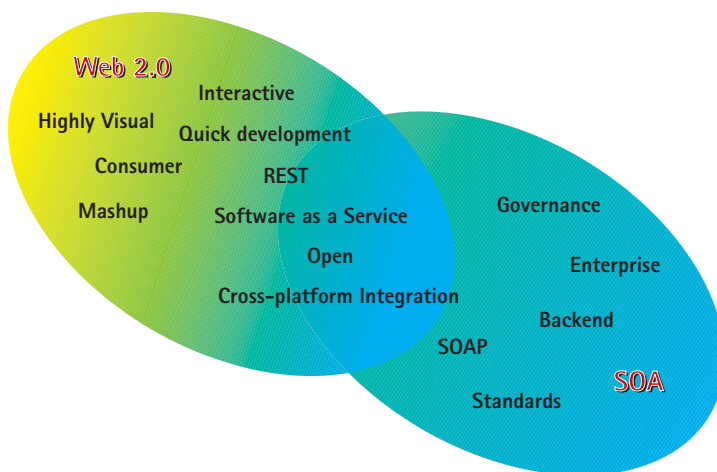 Web 2.0
Interactive
Highly Visual
Quick development
Consumer
REST
Mashup
Software as a Service
Open
Cross-platform Integration
Governance
Enterprise
Backend
SOAP
SOA
Standards